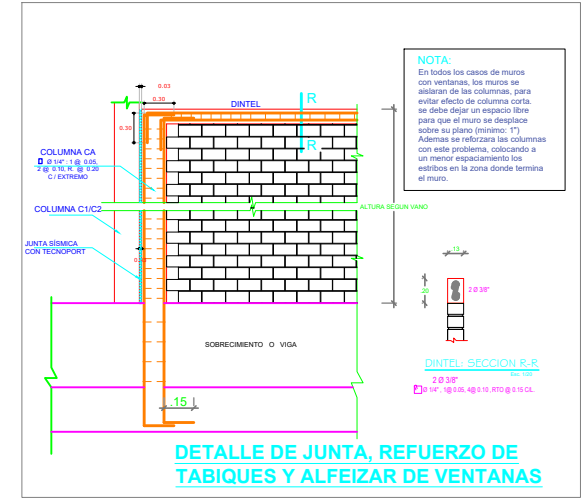 0.03
0.30
DINTEL
R
R
0.30
COLUMNA CA
Ø 1/4" : 1 @ 0.05,
2 @ 0.10, R. @ 0.20
C / EXTREMO
COLUMNA C1/C2
JUNTA SÍSMICA
CON TECNOPORT
ALTURA SEGUN VANO
SOBRECIMIENTO O VIGA
.15
NOTA:
En todos los casos de muros
con ventanas, los muros se
aislaran de las columnas, para
evitar efecto de columna corta.
se debe dejar un espacio libre
para que el muro se desplace
sobre su plano (mínimo: 1")
Ademas se reforzara las columnas
con este problema, colocando a
un menor espaciamiento los
estribos en la zona donde termina
el muro.
.13
.20
2 Ø 3/8"
DINTEL: SECCION R-R
Esc: 1/20
2 Ø 3/8"
Ø 1/4" , 1@ 0.05, 4@ 0.10 ,RTO @ 0.15 C/L
DETALLE DE JUNTA, REFUERZO DE
TABIQUES Y ALFEIZAR DE VENTANAS